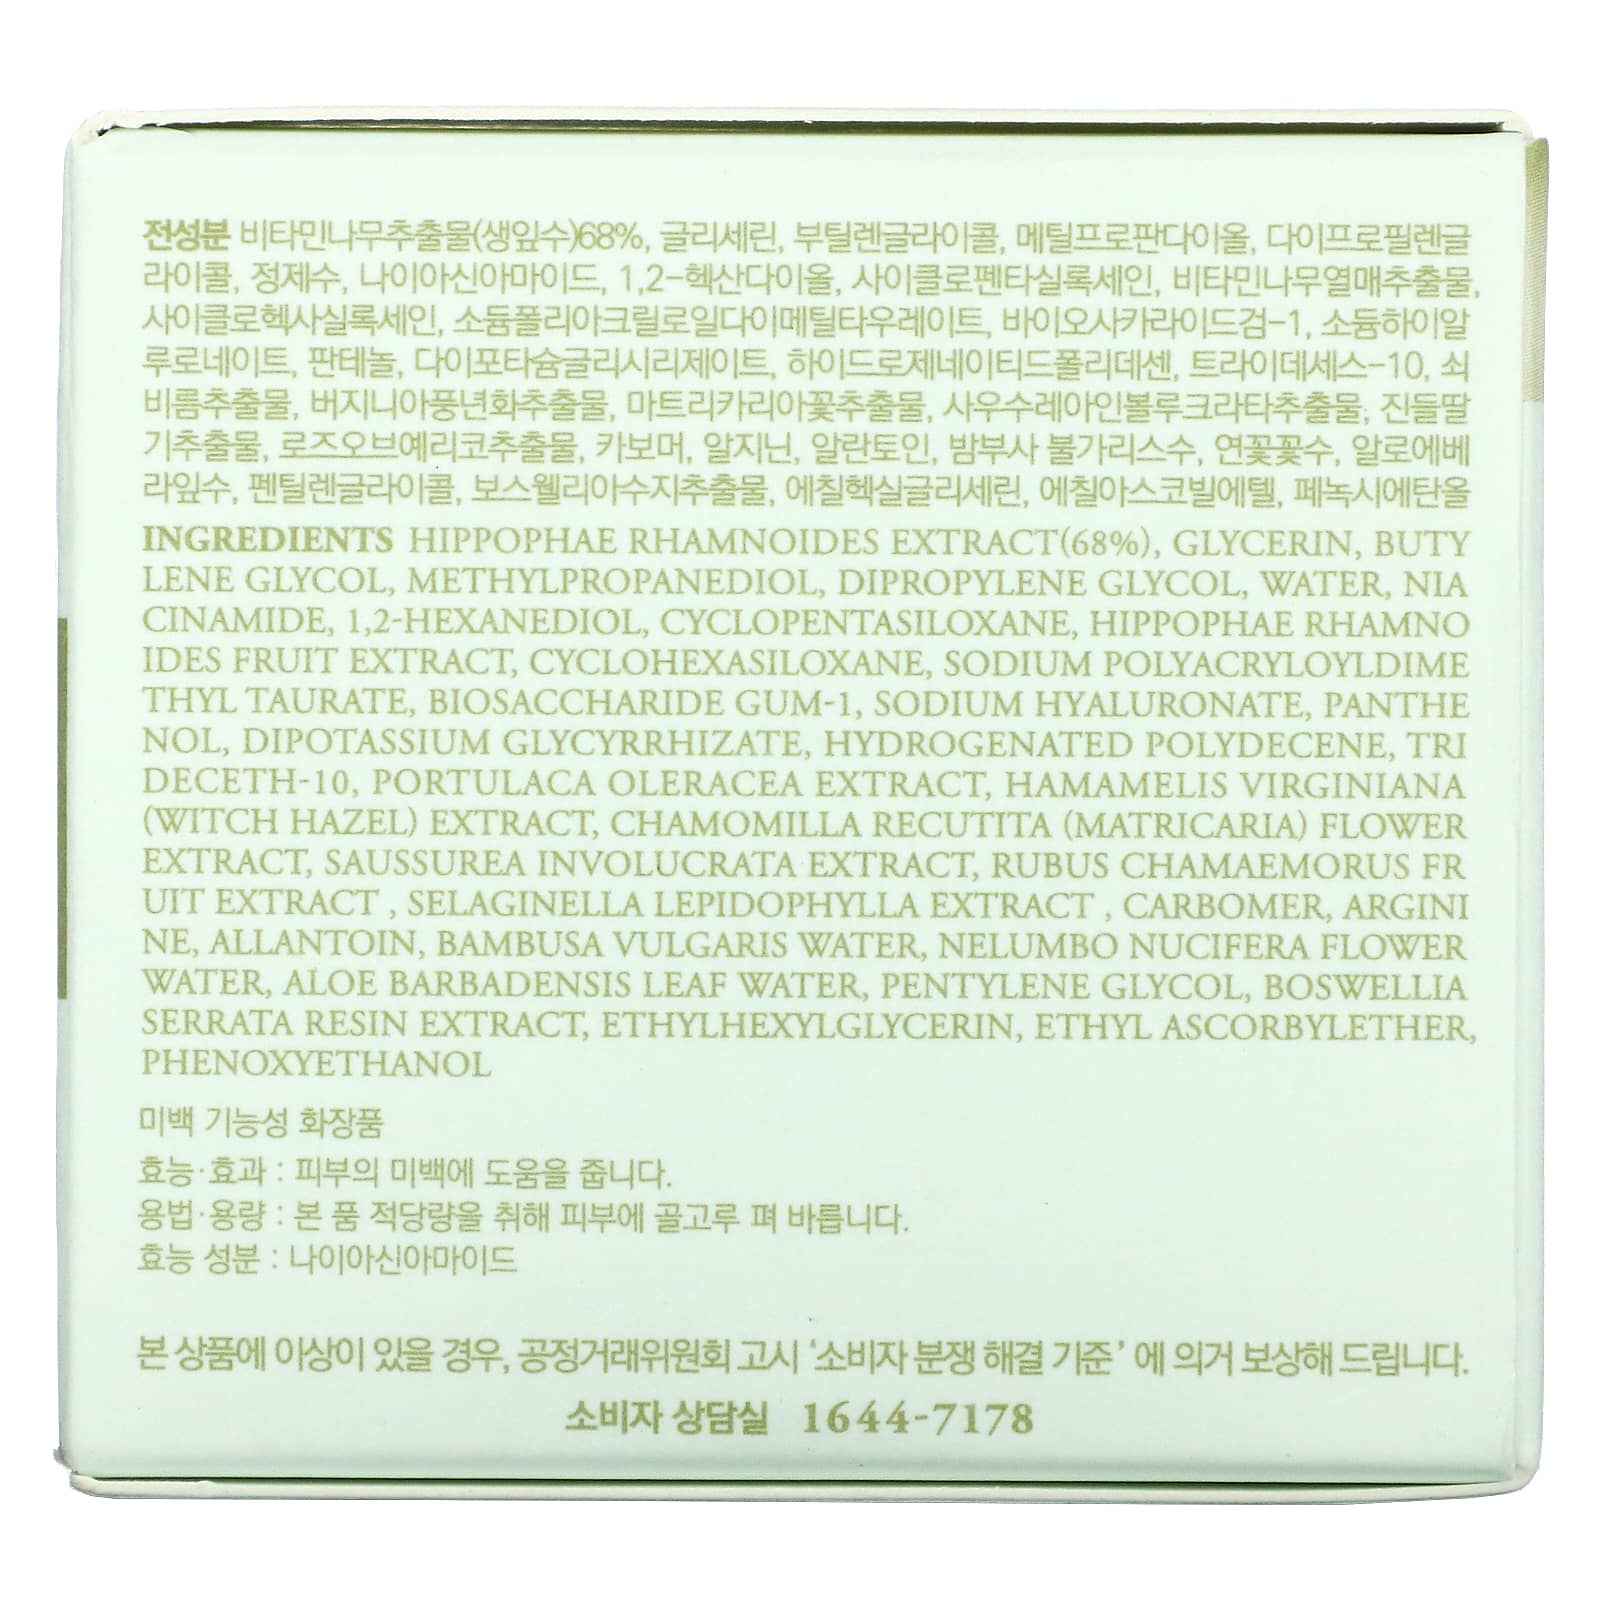 전성분 비타민나무추출물(생잎수)68%, 글리세린, 부틸렌글라이콜, 메틸프로판다이올, 다이프로필렌글
라이콜, 정제수, 나이아신아마이드, 1,2-헥산다이올, 사이클로펜타실록세인, 비타민나무열매추출물,
사이클로헥사실록세인, 소듐폴리아크릴로일다이메틸타우레이트, 바이오사카라이드검-1, 소듐하이알
루로네이트, 판테놀, 다이포타슘글리시리제이트, 하이드로제네이티드폴리데센, 트라이데세스-10, 쇠
비름추출물, 버지니아풍년화추출물, 마트리카리아꽃추출물, 사우수레아인볼루크라타추출물, 진들딸
기추출물, 로즈오브예리코추출물, 카보머, 알지닌, 알란토인, 밤부사 불가리스수, 연꽃꽃수, 알로에베
라잎수, 펜틸렌글라이콜, 보스웰리아수지추출물, 에칠헥실글리세린, 에칠아스코빌에텔, 페녹시에탄올
INGREDIENTS HIPPOPHAE RHAMNOIDES EXTRACT(68%), GLYCERIN, BUTY
LENE GLYCOL, METHYLPROPANEDIOL, DIPROPYLENE GLYCOL, WATER, NIA
CINAMIDE, 1,2-HEXANEDIOL, CYCLOPENTASILOXANE, HIPPOPHAE RHAMNO
IDES FRUIT EXTRACT, CYCLOHEXASILOXANE, SODIUM POLYACRYLOYLDIME
THYL TAURATE, BIOSACCHARIDE GUM-1, SODIUM HYALURONATE, PANTHE
NOL, DIPOTASSIUM GLYCYRRHIZATE, HYDROGENATED POLYDECENE, TRI
DECETH-10, PORTULACA OLERACEA EXTRACT, HAMAMELIS VIRGINIANA
(WITCH HAZEL) EXTRACT, CHAMOMILLA RECUTITA (MATRICARIA) FLOWER
EXTRACT, SAUSSUREA INVOLUCRATA EXTRACT, RUBUS CHAMAEMORUS FR
UIT EXTRACT , SELAGINELLA LEPIDOPHYLLA EXTRACT , CARBOMER, ARGINI
NE, ALLANTOIN, BAMBUSA VULGARIS WATER, NELUMBO NUCIFERA FLOWER
WATER, ALOE BARBADENSIS LEAF WATER, PENTYLENE GLYCOL, BOSWELLIA
SERRATA RESIN EXTRACT, ETHYLHEXYLGLYCERIN, ETHYL ASCORBYLETHER,
PHENOXYETHANOL
미백 기능성 화장품
효능·효과 : 피부의 미백에 도움을 줍니다.
용법·용량 : 본 품 적당량을 취해 피부에 골고루 펴 바릅니다.
효능 성분 : 나이아신아마이드
본 상품에 이상이 있을 경우, 공정거래위원회 고시 '소비자 분쟁 해결 기준' 에 의거 보상해 드립니다.
소비자 상담실 1644-7178